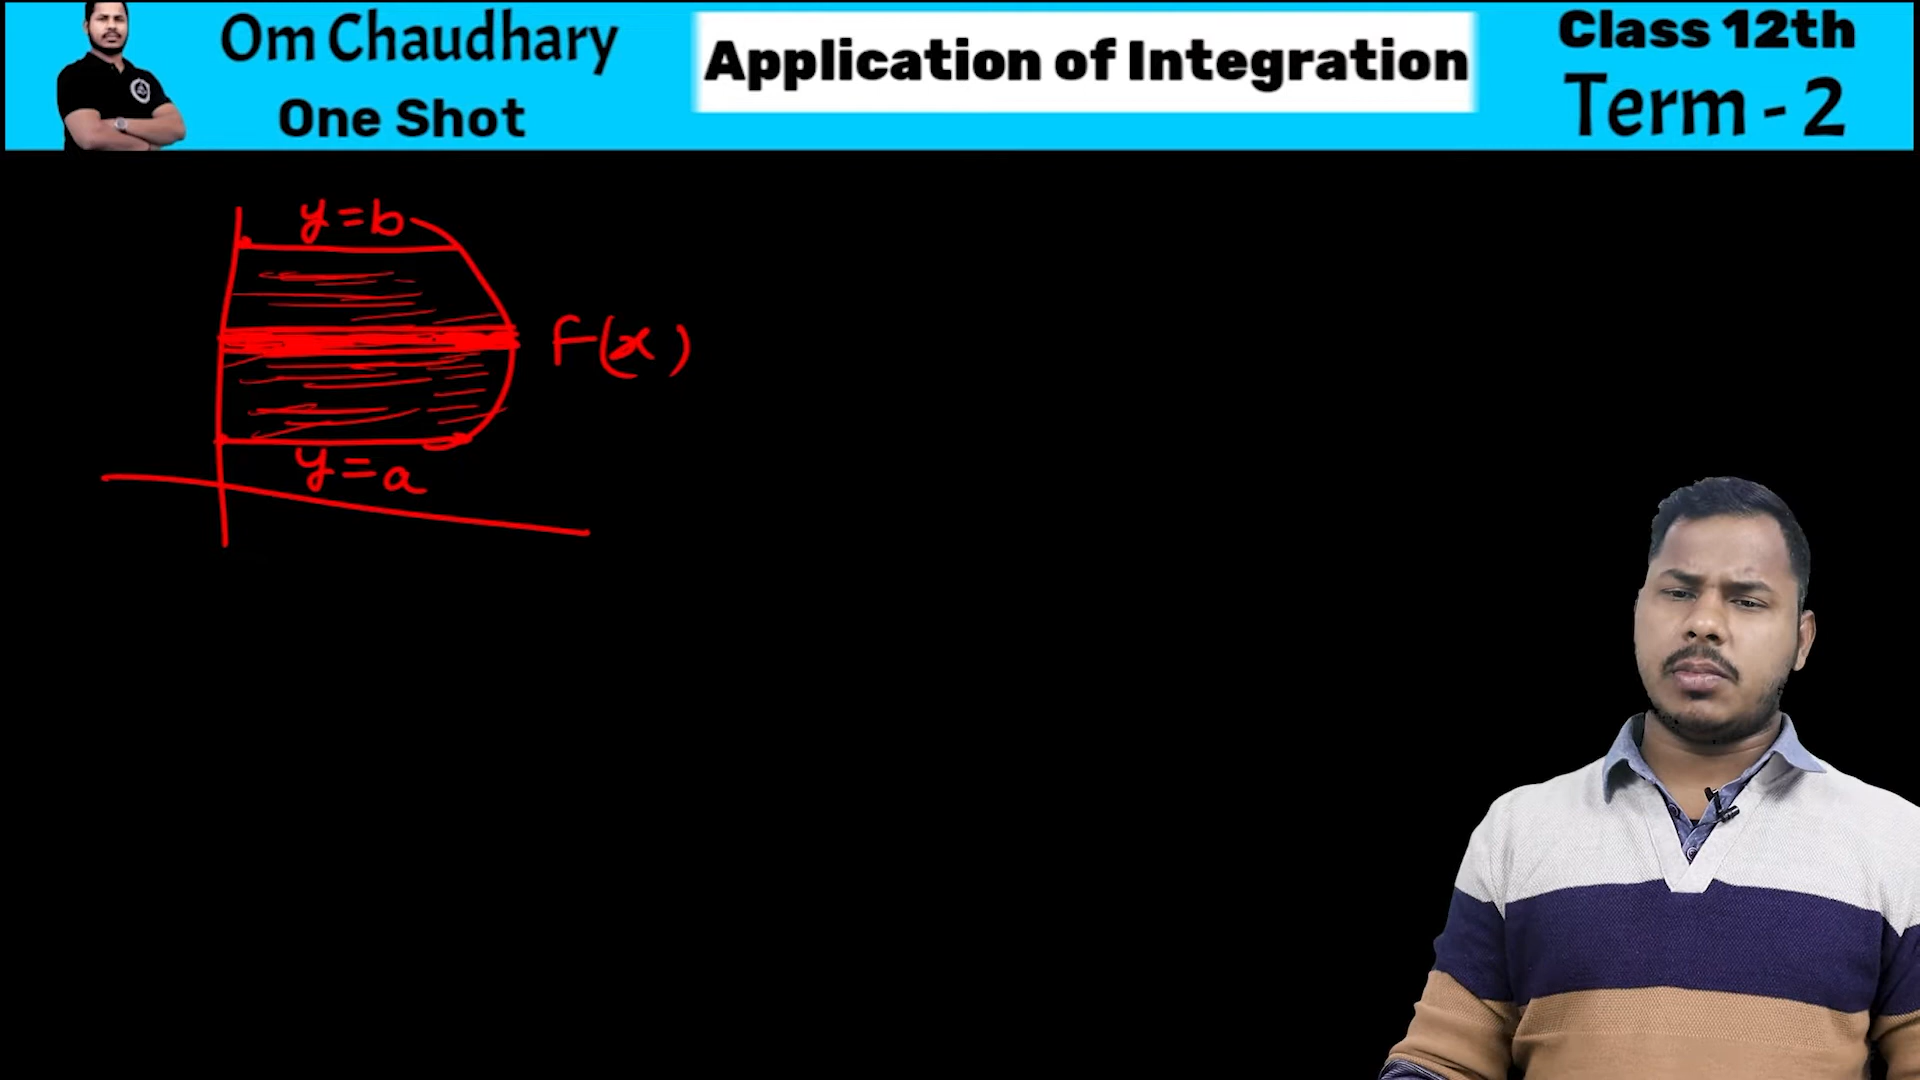 Om Chaudhary
One Shot
Application of Integration
Class 12th
Term - 2
y=b
F(x)
y=a